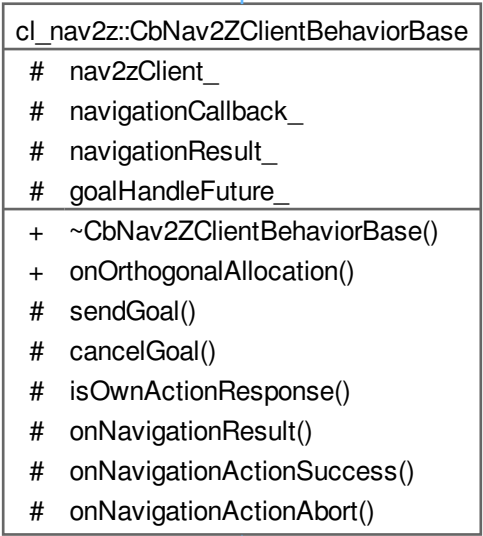 cl_nav2z::CbNav2ZClientBehaviorBase
# nav2zClient_
# navigationCallback_
# navigationResult_
# goalHandleFuture_
+ ~CbNav2ZClientBehaviorBase()
+ onOrthogonalAllocation()
# sendGoal()
# cancelGoal()
# isOwnActionResponse()
# onNavigationResult()
# onNavigationActionSuccess()
# onNavigationActionAbort()